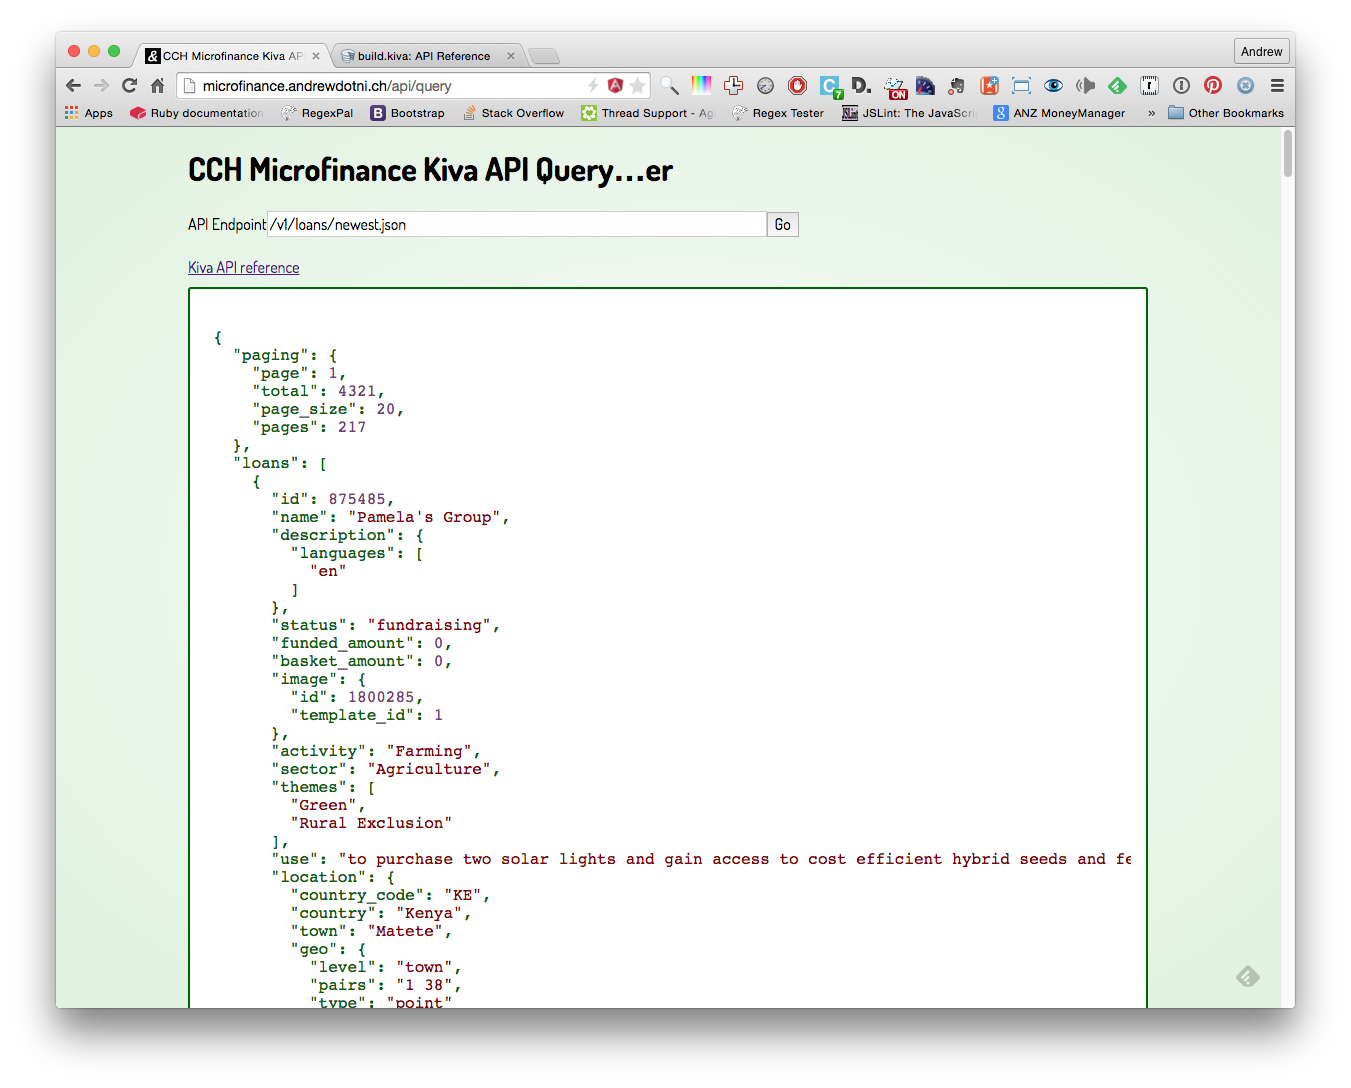 CCH Microfinance Kiva AP
build.kiva: API Reference
Andrew
microfinance.andrewdotni.ch/api/query
7
D.
ON
Apps
Ruby documentation
RegexPal
B
Bootstrap
Stack Overflow
Thread Support - Ag
Regex Tester
JSLint: The JavaScri
8
ANZ MoneyManager
»
Other Bookmarks
CCH Microfinance Kiva API Query...er
API Endpoint /v1/loans/newest.json Go
Kiva API reference
{
"paging": {
"page": 1,
"total": 4321,
"page_size": 20,
"pages": 217
},
"loans": [
{
"id": 875485,
"name": "Pamela's Group",
"description": {
"languages": [
"en"
]
},
"status": "fundraising",
"funded_amount": 0,
"basket_amount": 0,
"image": {
"id": 1800285,
"template_id": 1
},
"activity": "Farming",
"sector": "Agriculture",
"themes": [
"Green",
"Rural Exclusion"
],
"use": "to purchase two solar lights and gain access to cost efficient hybrid seeds and fe
"location": {
"country_code": "KE",
"country": "Kenya",
"town": "Matete",
"geo": {
"level": "town",
"pairs": "1 38",
"type": "point"